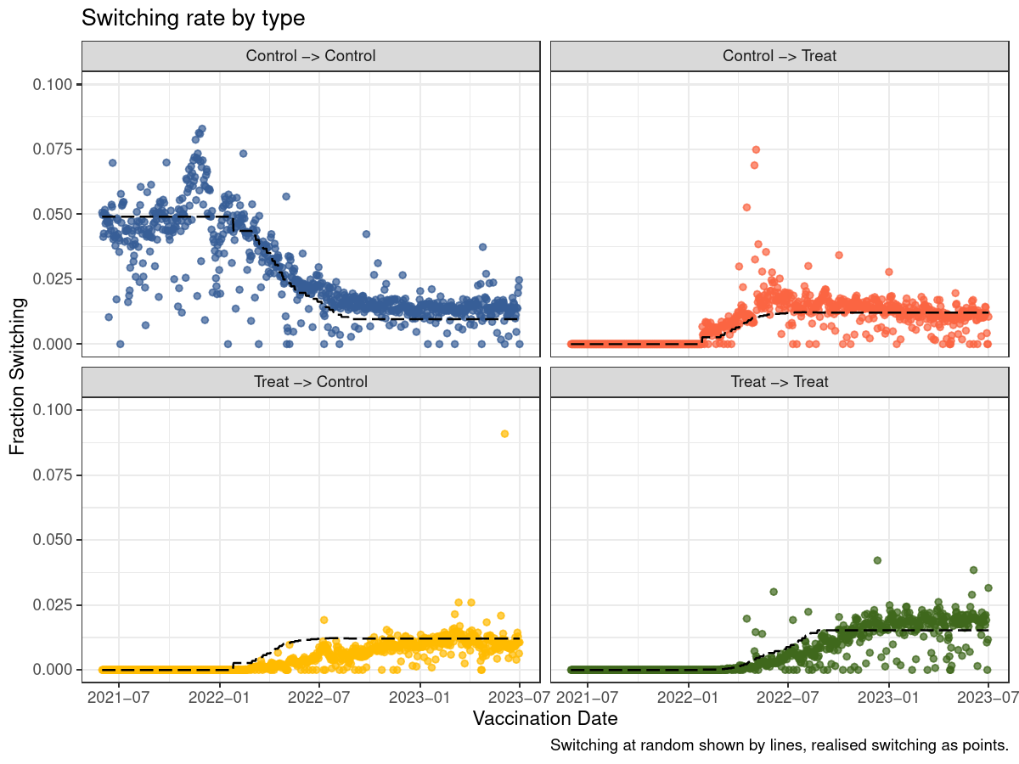 Switching rate by type
Control −> Control
Control −> Treat
0.100
0.075
0.050
0.025
0.000
Treat −> Control
Treat −> Treat
0.100
0.075
0.050
0.025
0.000
Fraction Switching
2021−07 2022−01 2022−07 2023−01 2023−07
2021−07 2022−01 2022−07 2023−01 2023−07
Vaccination Date
Switching at random shown by lines, realised switching as points.